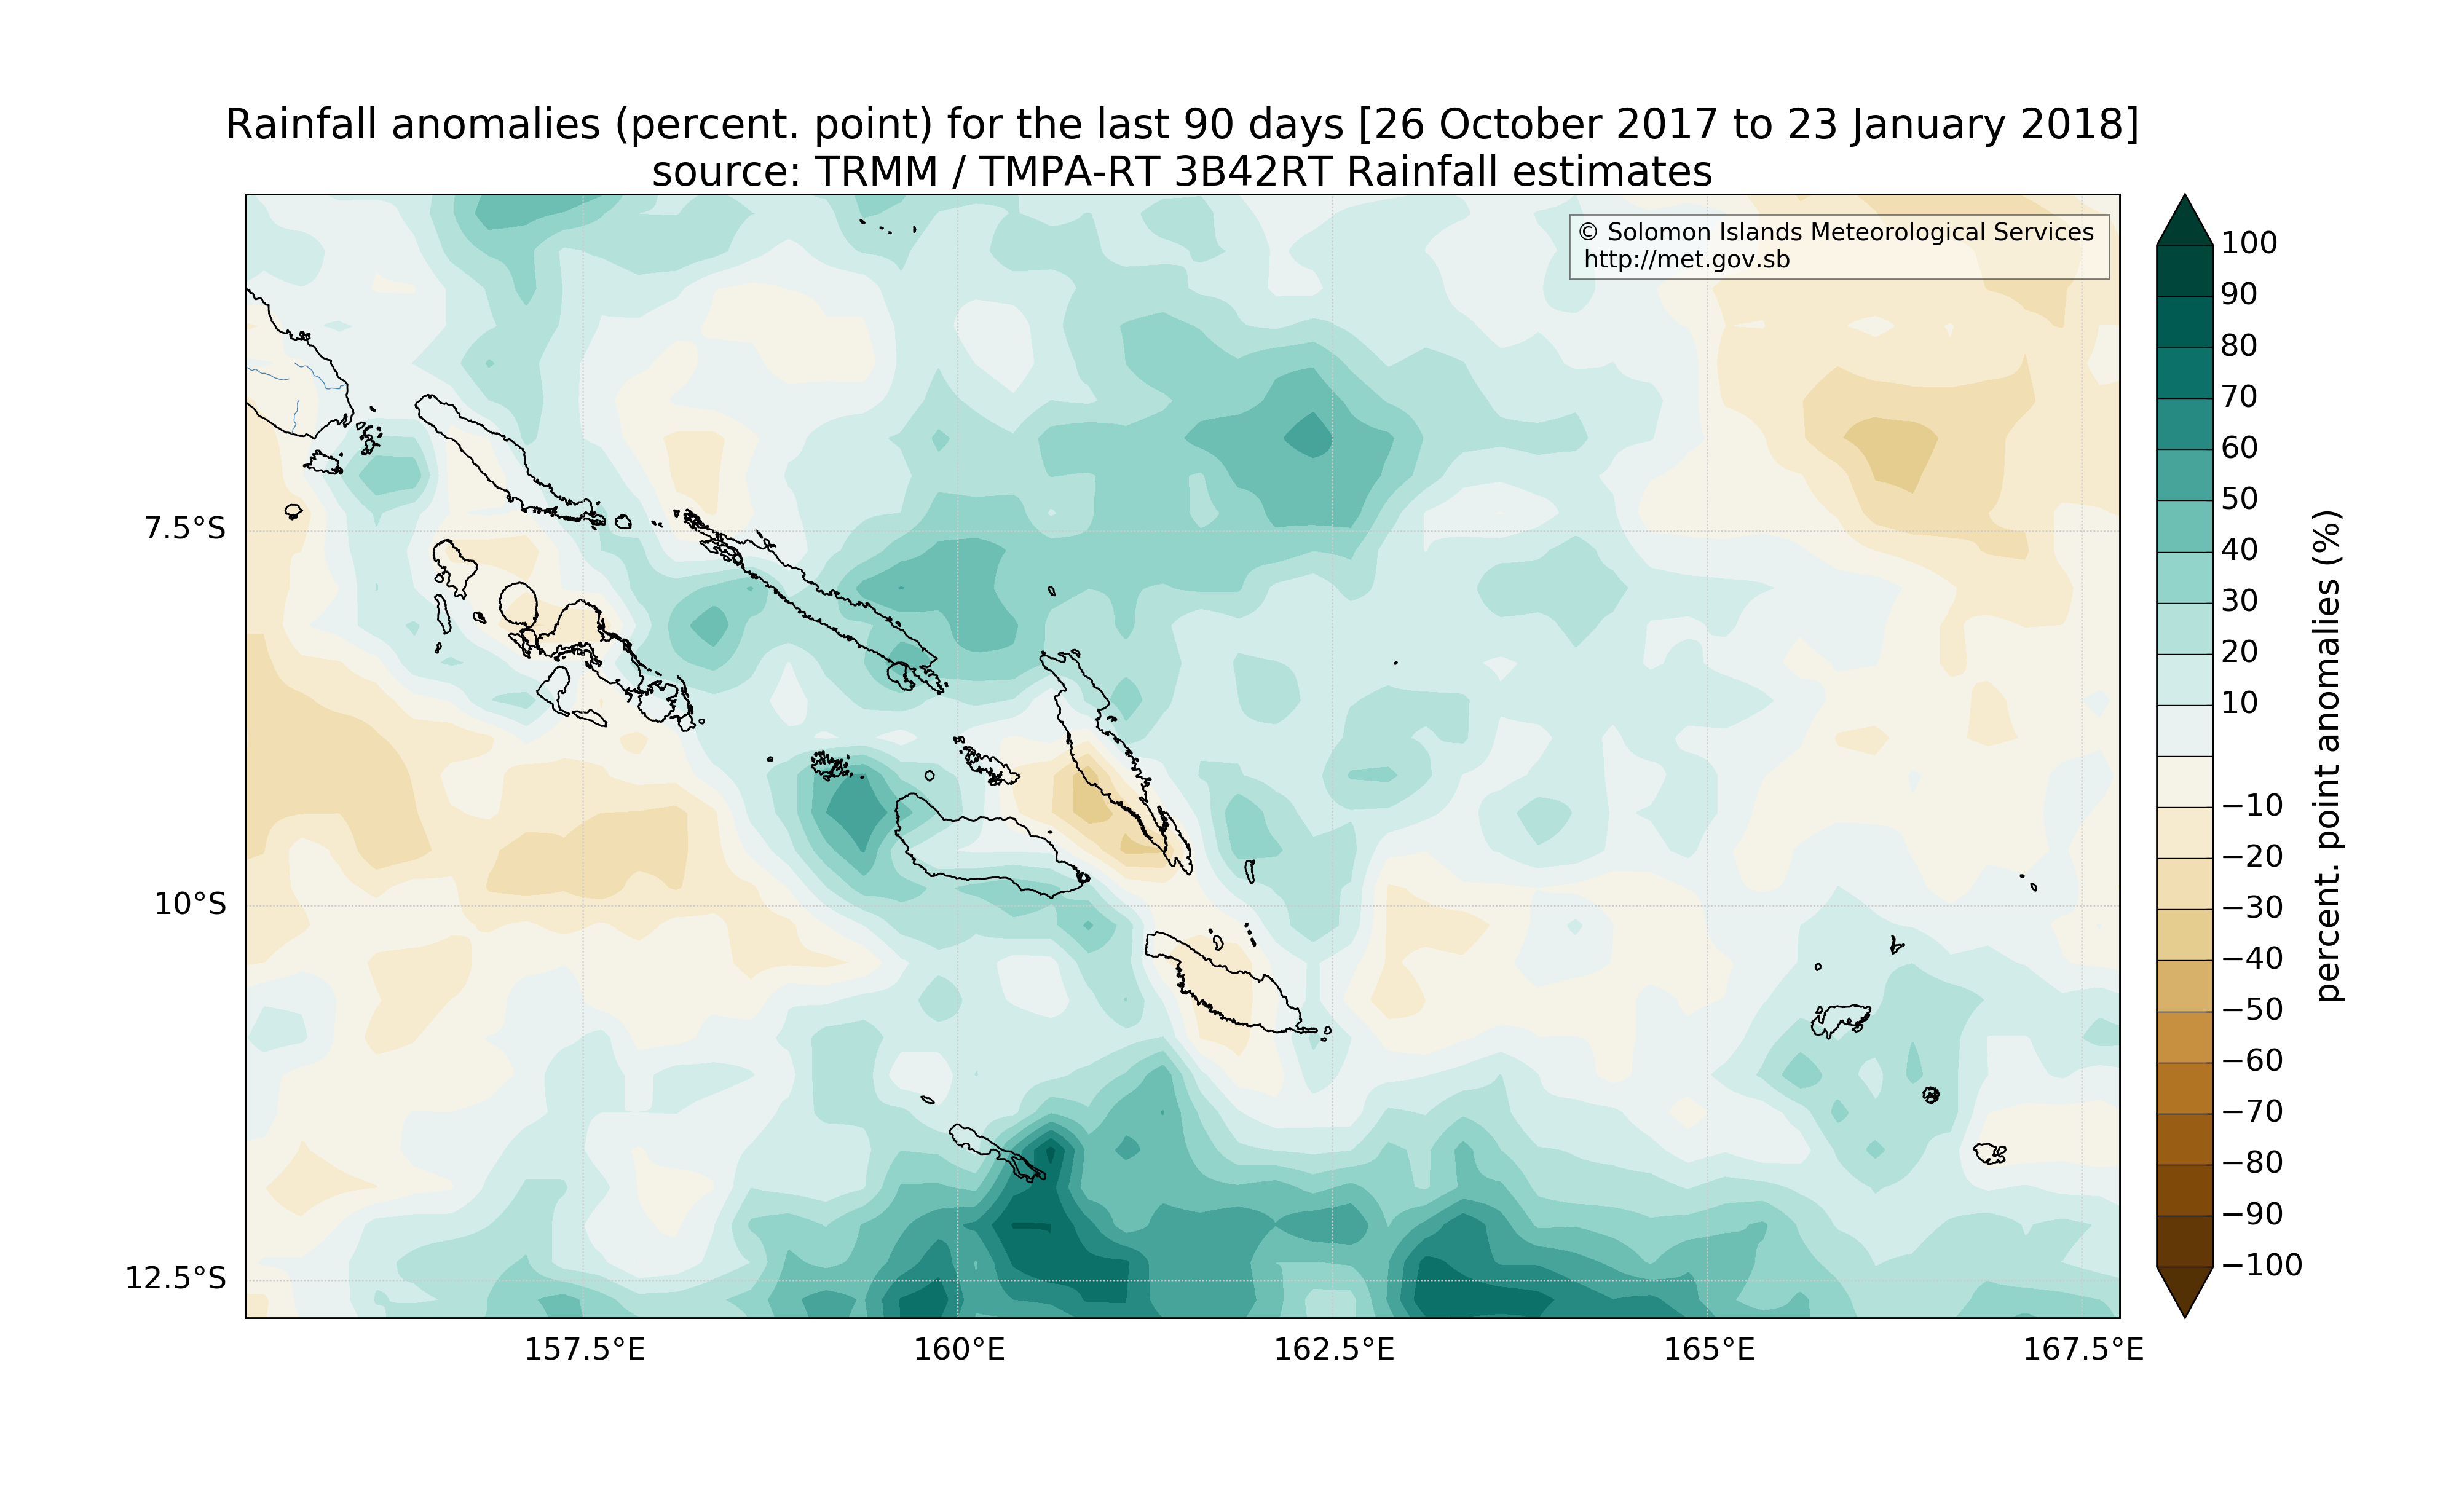 Rainfall anomalies (percent. point) for the last 90 days [26 October 2017 to 23 January 2018]
source: TRMM / TMPA-RT 3B42RT Rainfall estimates
© Solomon Islands Meteorological Services
http://met.gov.sb
7.5°S
10°S
12.5°S
157.5°E
160°E
162.5°E
165°E
167.5°E
100
90
80
70
60
50
40
30
20
10
−10
−20
−30
−40
−50
−60
−70
−80
−90
−100
percent. point anomalies (%)